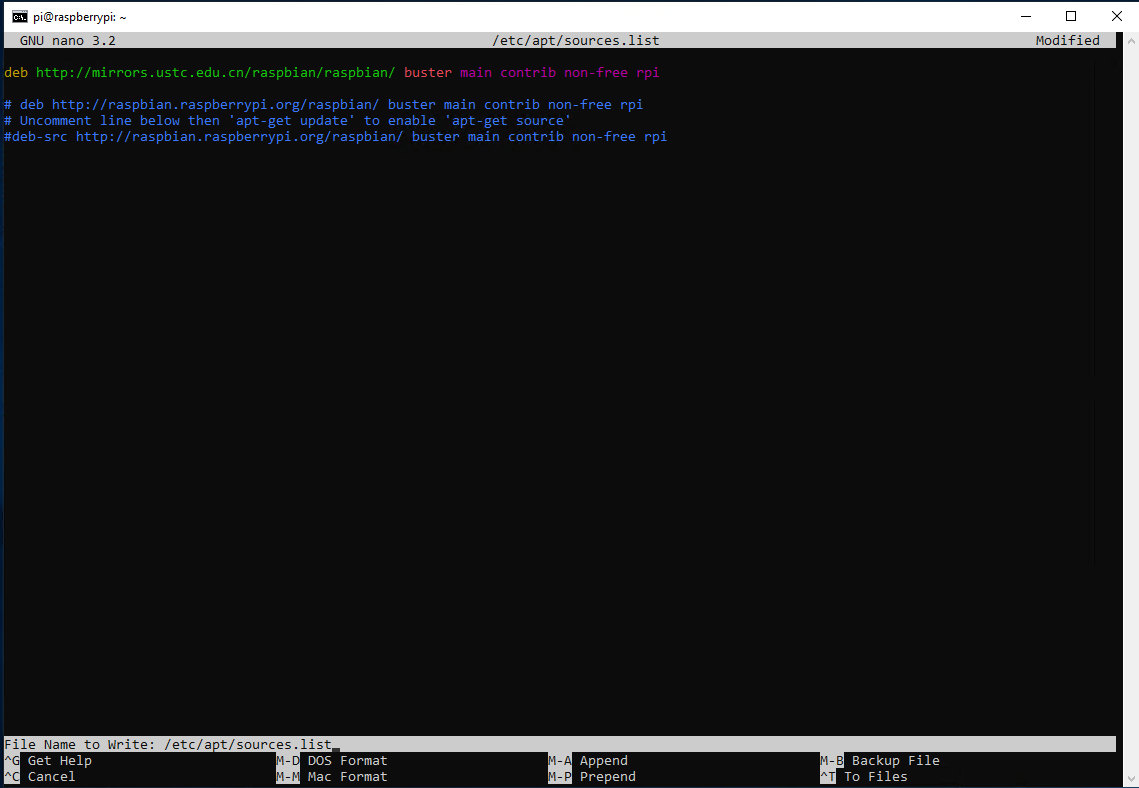 pi@raspberrypi: ~
GNU nano 3.2 /etc/apt/sources.list Modified
deb http://mirrors.ustc.edu.cn/raspbian/raspbian/ buster main contrib non-free rpi
# deb http://raspbian.raspberrypi.org/raspbian/ buster main contrib non-free rpi
# Uncomment line below then 'apt-get update' to enable 'apt-get source'
#deb-src http://raspbian.raspberrypi.org/raspbian/ buster main contrib non-free rpi
File Name to Write: /etc/apt/sources.list
^G Get Help M-D DOS Format M-A Append M-B Backup File
^C Cancel M-M Mac Format M-P Prepend ^T To Files